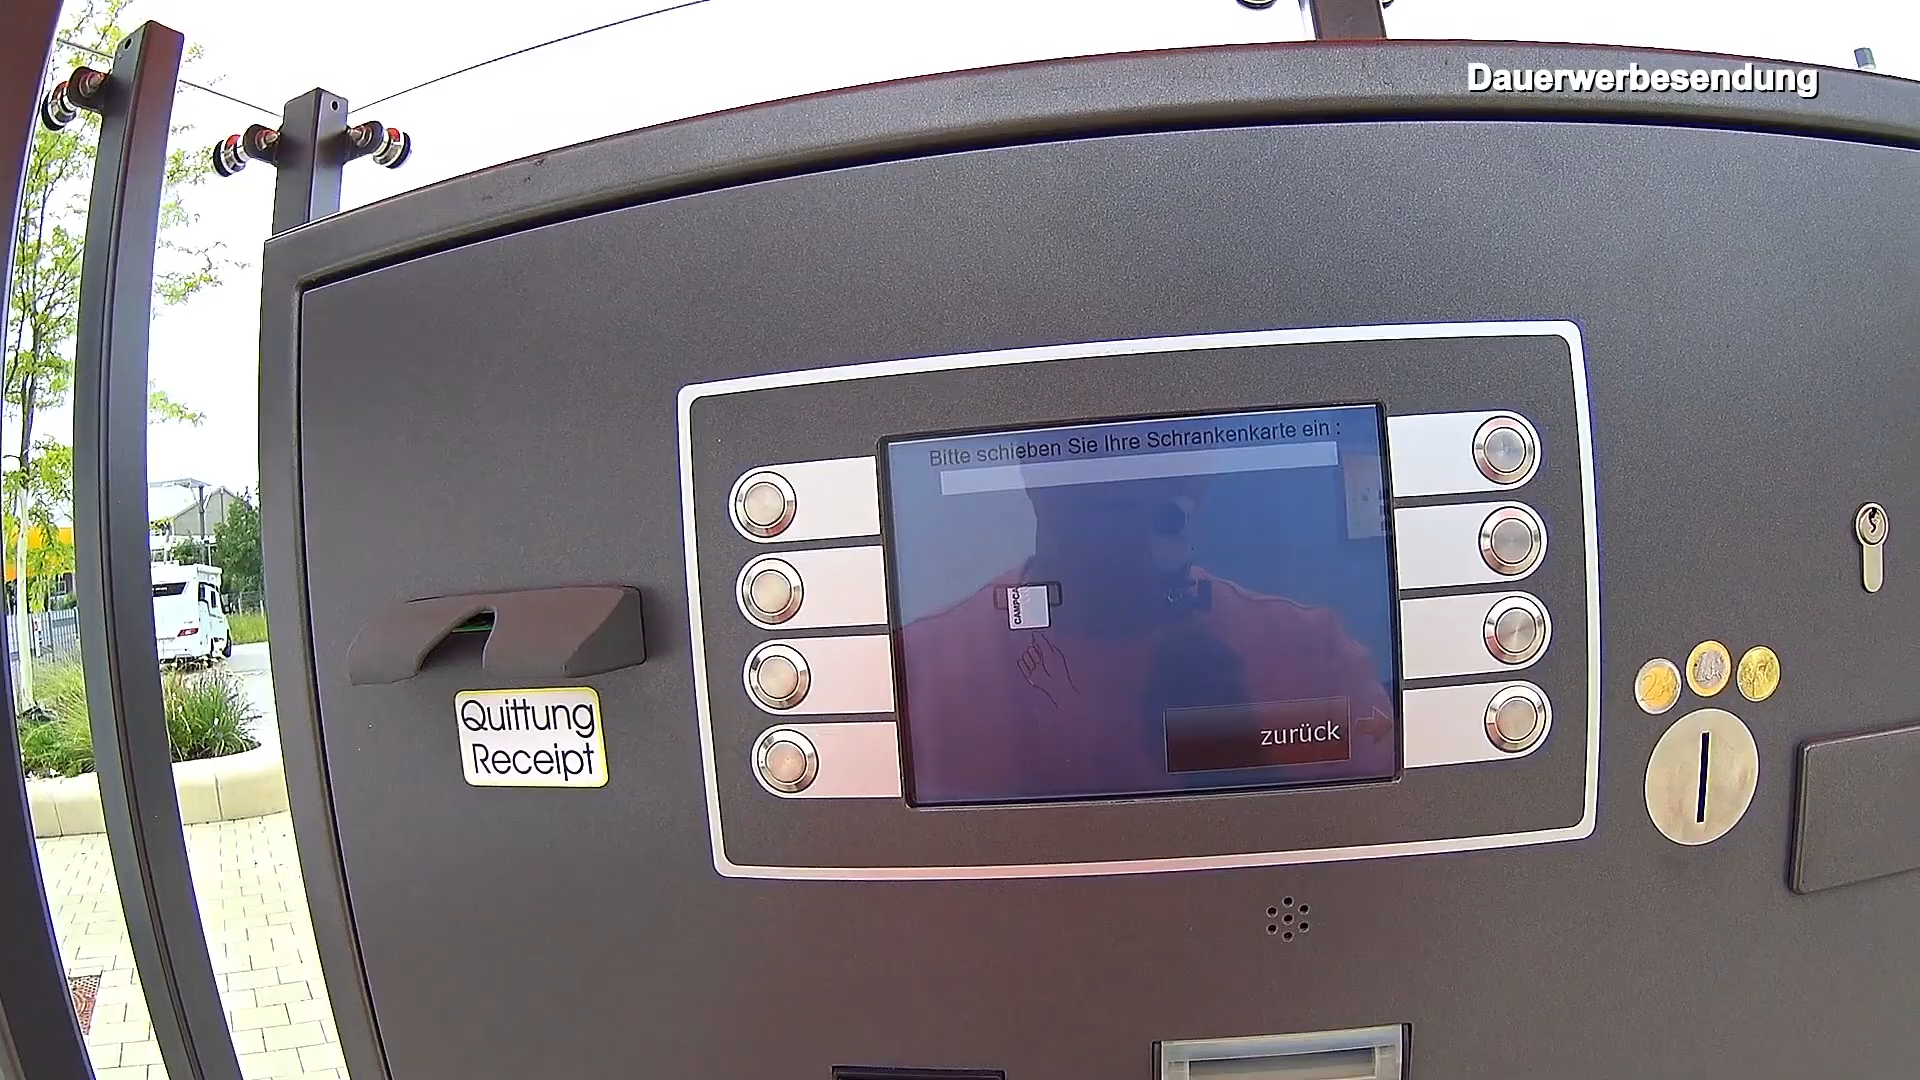 Dauerwerbesendung
Bitte schieben Sie Ihre Schrankenkarte ein :
CAMPCA
zurück
Quittung
Receipt